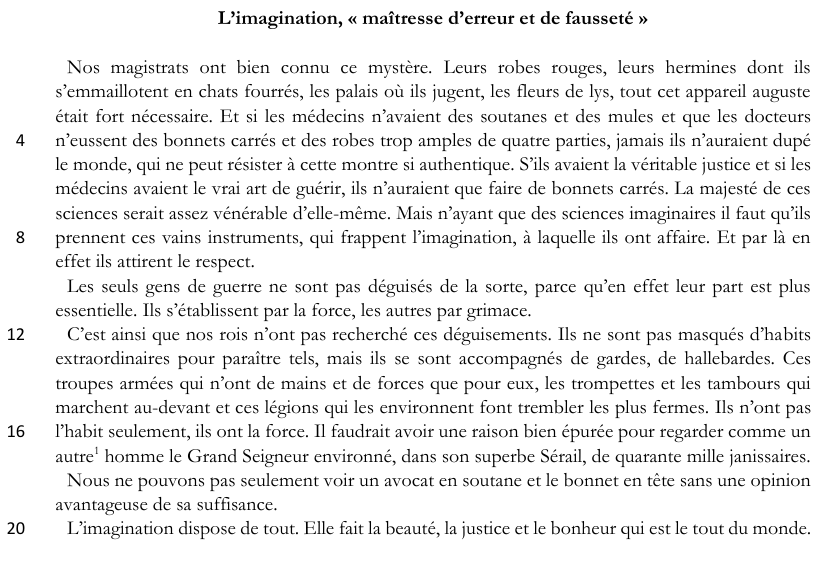 L’imagination, « maîtresse d’erreur et de fausseté »
Nos magistrats ont bien connu ce mystère. Leurs robes rouges, leurs hermines dont ils
s’emmaillotent en chats fourrés, les palais où ils jugent, les fleurs de lys, tout cet appareil auguste
était fort nécessaire. Et si les médecins n’avaient des soutanes et des mules et que les docteurs
4 n’eussent des bonnets carrés et des robes trop amples de quatre parties, jamais ils n’auraient dupé
le monde, qui ne peut résister à cette montre si authentique. S’ils avaient la véritable justice et si les
médecins avaient le vrai art de guérir, ils n’auraient que faire de bonnets carrés. La majesté de ces
sciences serait assez vénérable d’elle-même. Mais n’ayant que des sciences imaginaires il faut qu’ils
8 prennent ces vains instruments, qui frappent l’imagination, à laquelle ils ont affaire. Et par là en
effet ils attirent le respect.
Les seuls gens de guerre ne sont pas déguisés de la sorte, parce qu’en effet leur part est plus
essentielle. Ils s’établissent par la force, les autres par grimace.
12 C’est ainsi que nos rois n’ont pas recherché ces déguisements. Ils ne sont pas masqués d’habits
extraordinaires pour paraître tels, mais ils se sont accompagnés de gardes, de hallebardes. Ces
troupes armées qui n’ont de mains et de forces que pour eux, les trompettes et les tambours qui
marchent au-devant et ces légions qui les environnent font trembler les plus fermes. Ils n’ont pas
16 l’habit seulement, ils ont la force. Il faudrait avoir une raison bien épurée pour regarder comme un
autre¹ homme le Grand Seigneur environné, dans son superbe Sérail, de quarante mille janissaires.
Nous ne pouvons pas seulement voir un avocat en soutane et le bonnet en tête sans une opinion
avantageuse de sa suffisance.
20 L’imagination dispose de tout. Elle fait la beauté, la justice et le bonheur qui est le tout du monde.